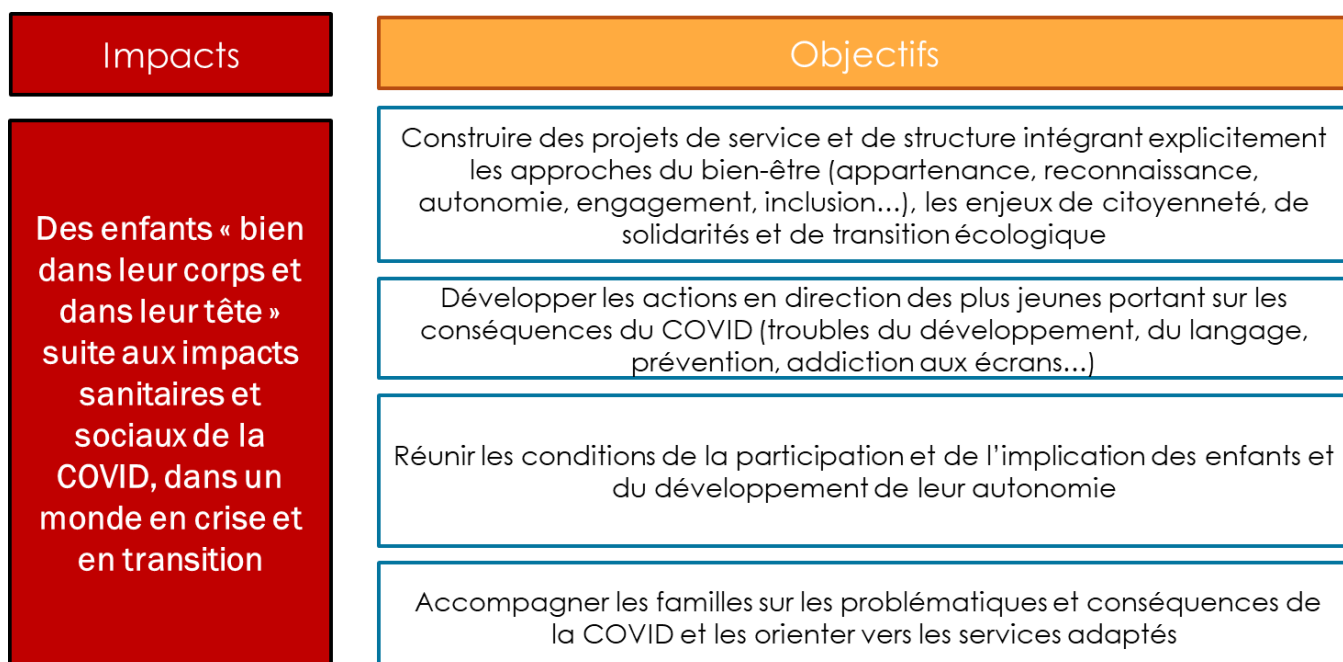 Impacts
Objectifs
Des enfants « bien
dans leur corps et
dans leur tête »
suite aux impacts
sanitaires et
sociaux de la
COVID, dans un
monde en crise et
en transition
Construire des projets de service et de structure intégrant explicitement
les approches du bien-être (appartenance, reconnaissance,
autonomie, engagement, inclusion...), les enjeux de citoyenneté, de
solidarités et de transition écologique
Développer les actions en direction des plus jeunes portant sur les
conséquences du COVID (troubles du développement, du langage,
prévention, addiction aux écrans...)
Réunir les conditions de la participation et de l’implication des enfants et
du développement de leur autonomie
Accompagner les familles sur les problématiques et conséquences de
la COVID et les orienter vers les services adaptés